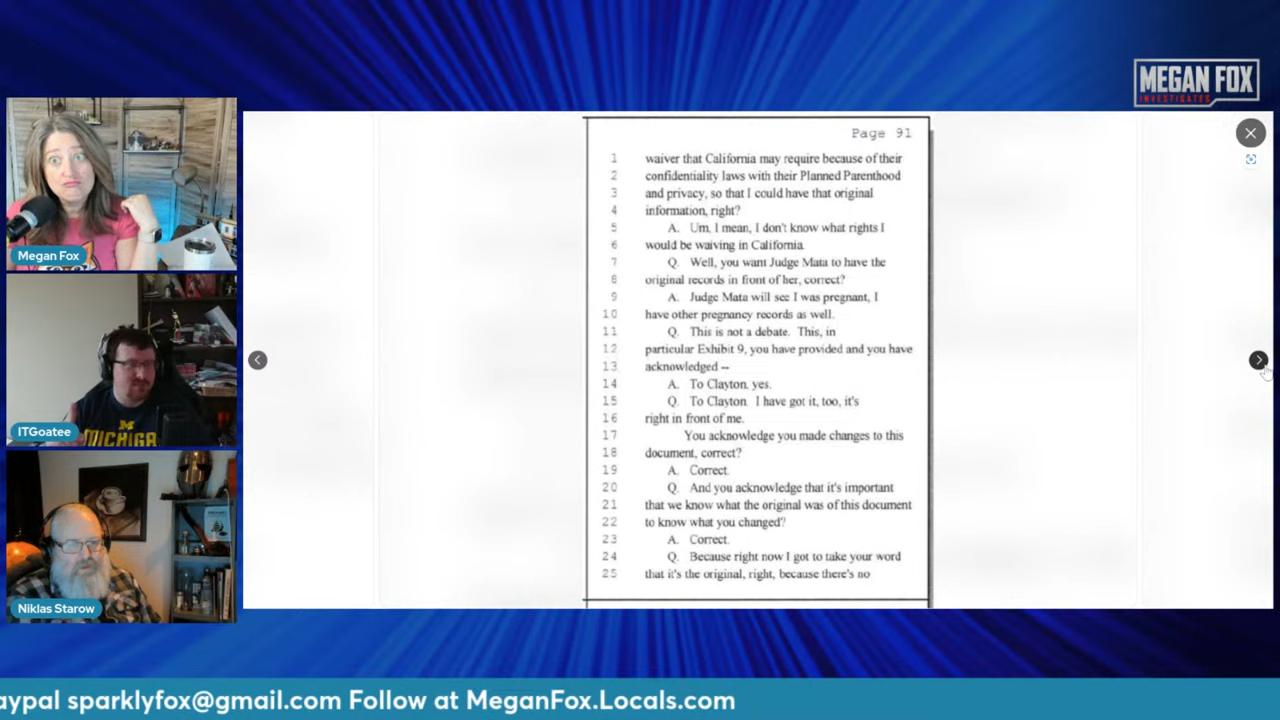 MEGAN FOX
INVESTIGATES
Megan Fox
ITGoatee
MICHIGA
Niklas Starow
Page 91
1 waiver that California may require because of their
2 confidentiality laws with their Planned Parenthood
3 and privacy, so that I could have that original
4 information, right?
5 A. Um, I mean, I don't know what rights I
6 would be waiving in California.
7 Q. Well, you want Judge Mata to have the
8 original records in front of her, correct?
9 A. Judge Mata will see I was pregnant, I
10 have other pregnancy records as well.
11 Q. This is not a debate. This, in
12 particular Exhibit 9, you have provided and you have
13 acknowledged --
14 A. To Clayton, yes.
15 Q. To Clayton. I have got it, too, it's
16 right in front of me.
17 You acknowledge you made changes to this
18 document, correct?
19 A. Correct.
20 Q. And you acknowledge that it's important
21 that we know what the original was of this document
22 to know what you changed?
23 A. Correct.
24 Q. Because right now I got to take your word
25 that it's the original, right, because there's no
aypal sparklyfox@gmail.com Follow at MeganFox.Locals.com